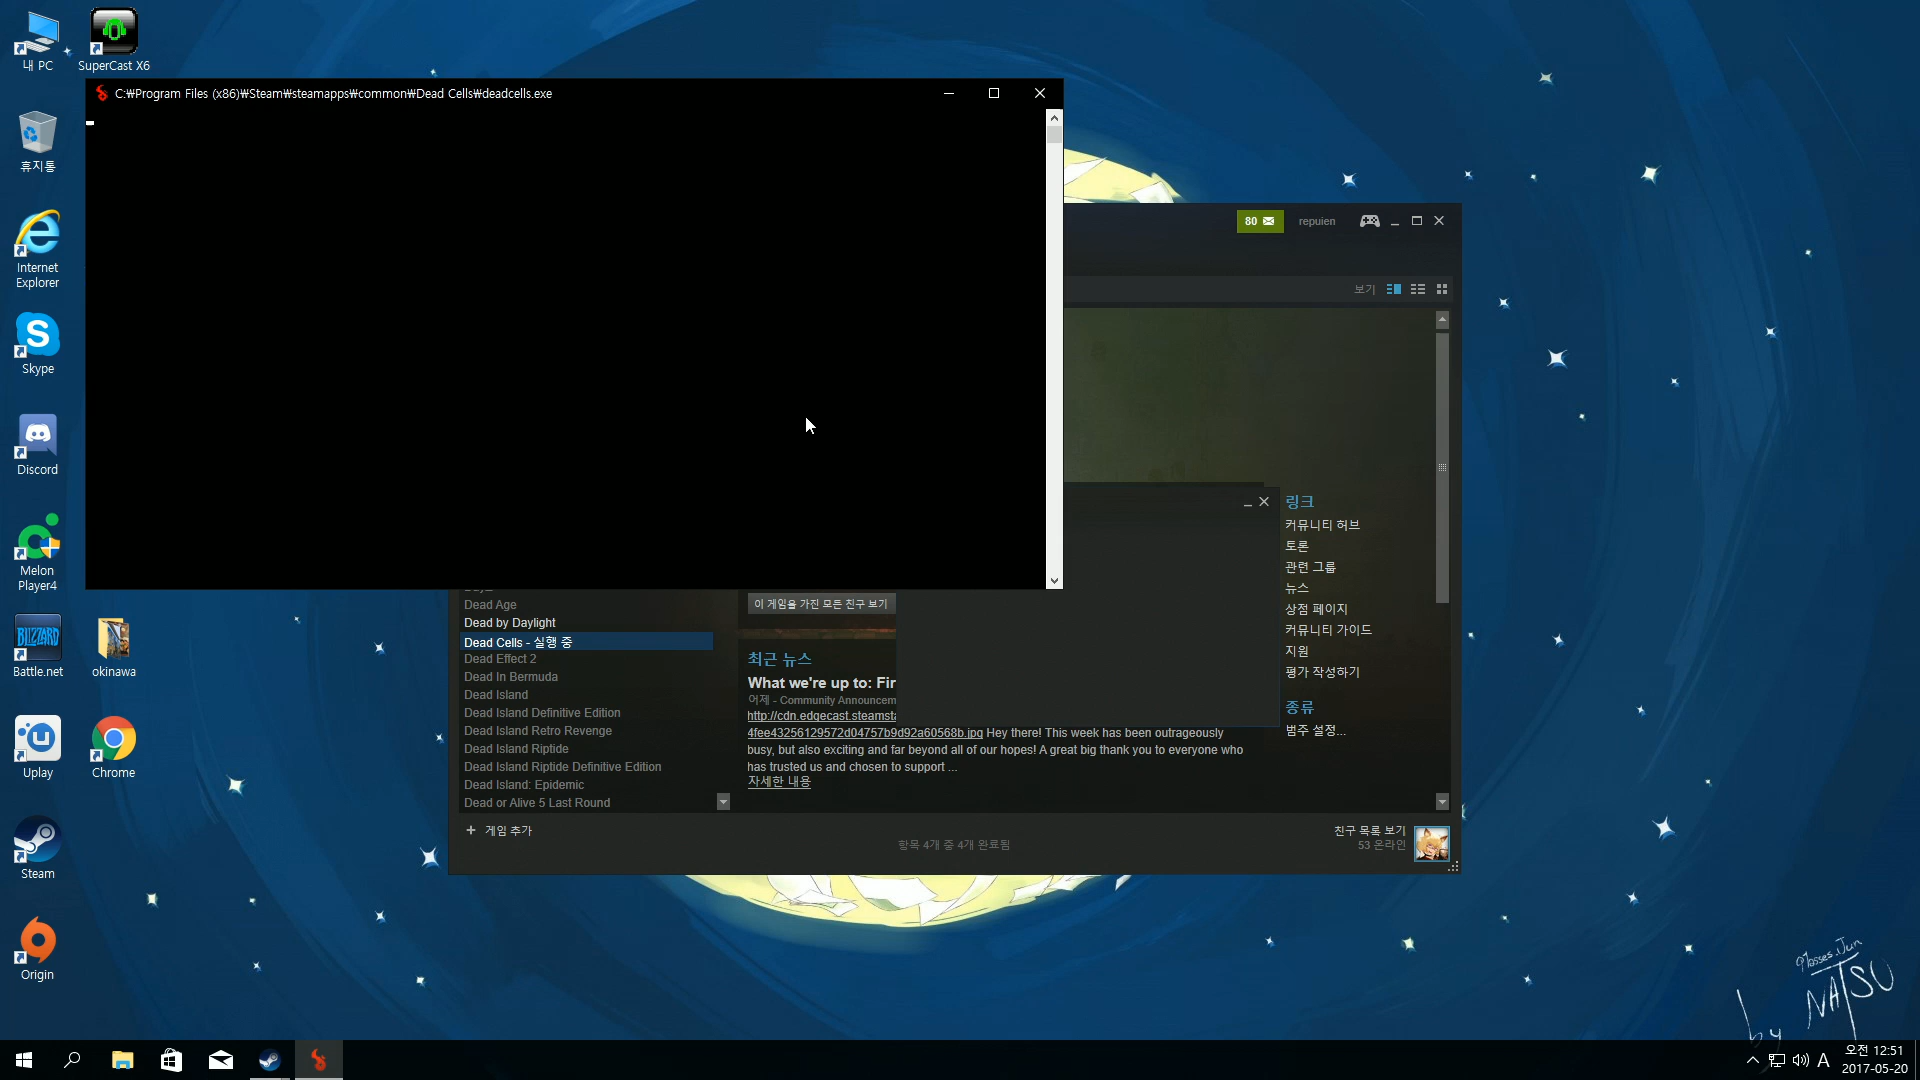 내 PC
SuperCast X6
휴지통
Internet
Explorer
Skype
Discord
Melon
Player4
Battle.net
okinawa
Uplay
Chrome
Steam
Origin
BLIZZARD
C:₩Program Files (x86)₩Steam₩steamapps₩common₩Dead Cells₩deadcells.exe
80
repuien
보기
링크
커뮤니티 허브
토론
관련 그룹
뉴스
상점 페이지
커뮤니티 가이드
지원
평가 작성하기
종류
범주 설정...
Dead Age
Dead by Daylight
Dead Cells - 실행 중
Dead Effect 2
Dead In Bermuda
Dead Island
Dead Island Definitive Edition
Dead Island Retro Revenge
Dead Island Riptide
Dead Island Riptide Definitive Edition
Dead Island: Epidemic
Dead or Alive 5 Last Round
이 게임을 가진 모든 친구 보기
최근 뉴스
What we're up to: Fir
어제 - Community Announcem
http://cdn.edgecast.steamsta
4fee43256129572d04757b9d92a60568b.jpg Hey there! This week has been outrageously
busy, but also exciting and far beyond all of our hopes! A great big thank you to everyone who
has trusted us and chosen to support ...
자세한 내용
+ 게임 추가
항목 4개 중 4개 완료됨
친구 목록 보기
53 온라인
by NATSU
A
오전 12:51
2017-05-20